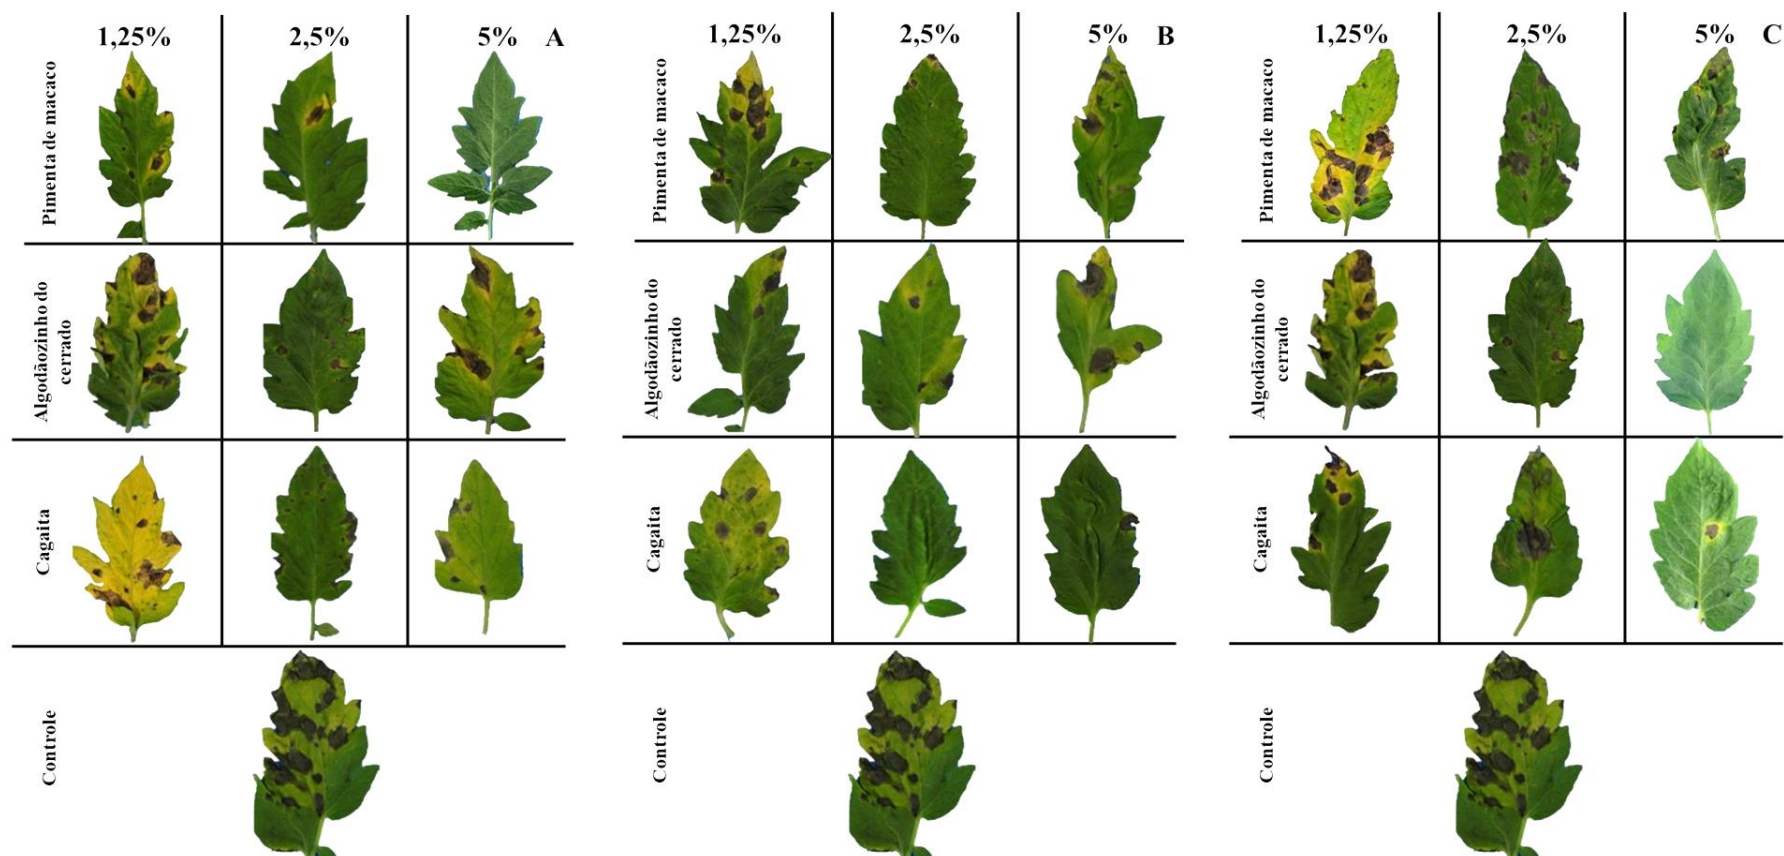 1,25% 2,5% 5% A
Pimenta de macaco
Algodãozinho do
cerrado
Cagaita
Controle
1,25% 2,5% 5% B
Pimenta de macaco
Algodãozinho do
cerrado
Cagaita
Controle
1,25% 2,5% 5% C
Pimenta de macaco
Algodãozinho do
cerrado
Cagaita
Controle